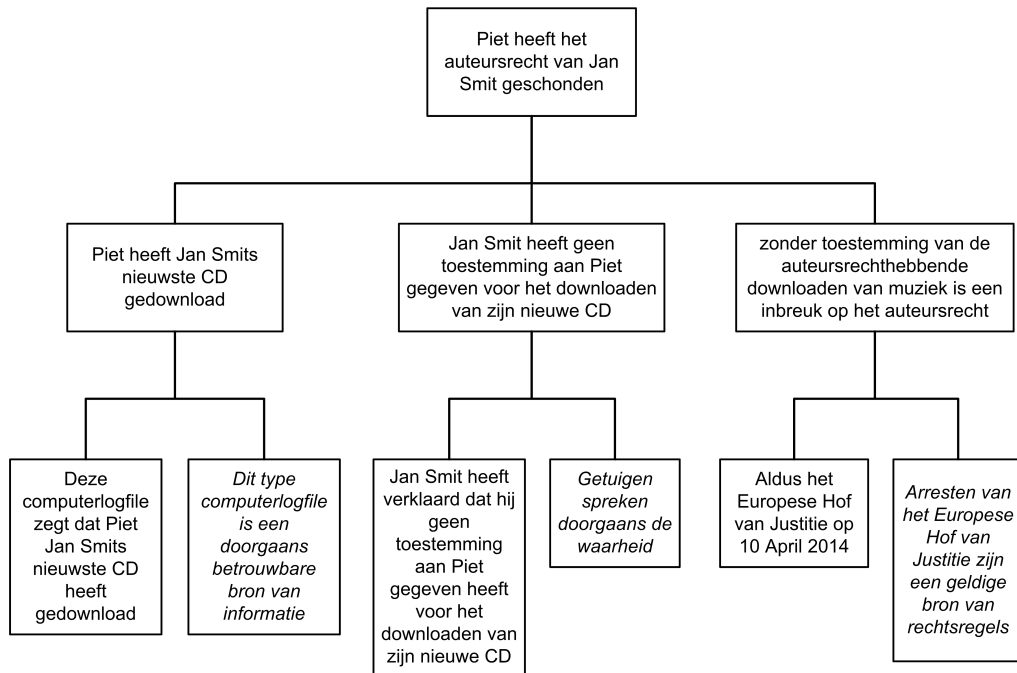 Piet heeft het
auteursrecht van Jan
Smit geschonden
Piet heeft Jan Smits
nieuwste CD
gedownload
Jan Smit heeft geen
toestemming aan Piet
gegeven voor het downloaden
van zijn nieuwe CD
zonder toestemming van de
auteursrechthebbende
downloaden van muziek is een
inbreuk op het auteursrecht
Deze
computerlogfile
zegt dat Piet
Jan Smits
nieuwste CD
heeft
gedownload
Dit type
computerlogfile
is een
doorgaans
betrouwbare
bron van
informatie
Jan Smit heeft
verklaard dat hij
geen
toestemming
aan Piet
gegeven heeft
voor het
downloaden van
zijn nieuwe CD
Getuigen
spreken
doorgaans de
waarheid
Aldus het
Europese Hof
van Justitie op
10 April 2014
Arresten van
het Europese
Hof van
Justitie zijn
een geldige
bron van
rechtsregels